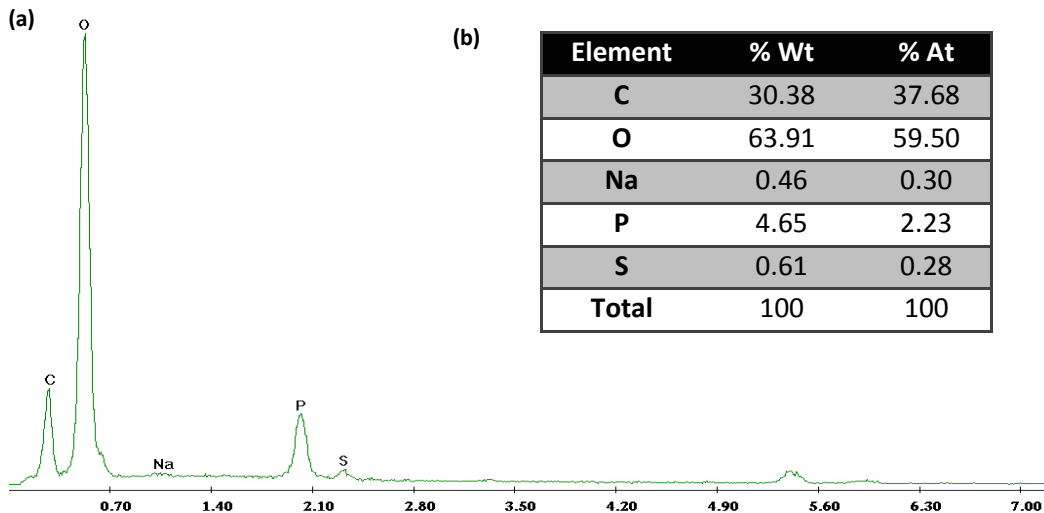 (a)
O
C
Na
P
S
0.70 1.40 2.10 2.80 3.50 4.20 4.90 5.60 6.30 7.00
(b)
Element % Wt % At
C 30.38 37.68
O 63.91 59.50
Na 0.46 0.30
P 4.65 2.23
S 0.61 0.28
Total 100 100